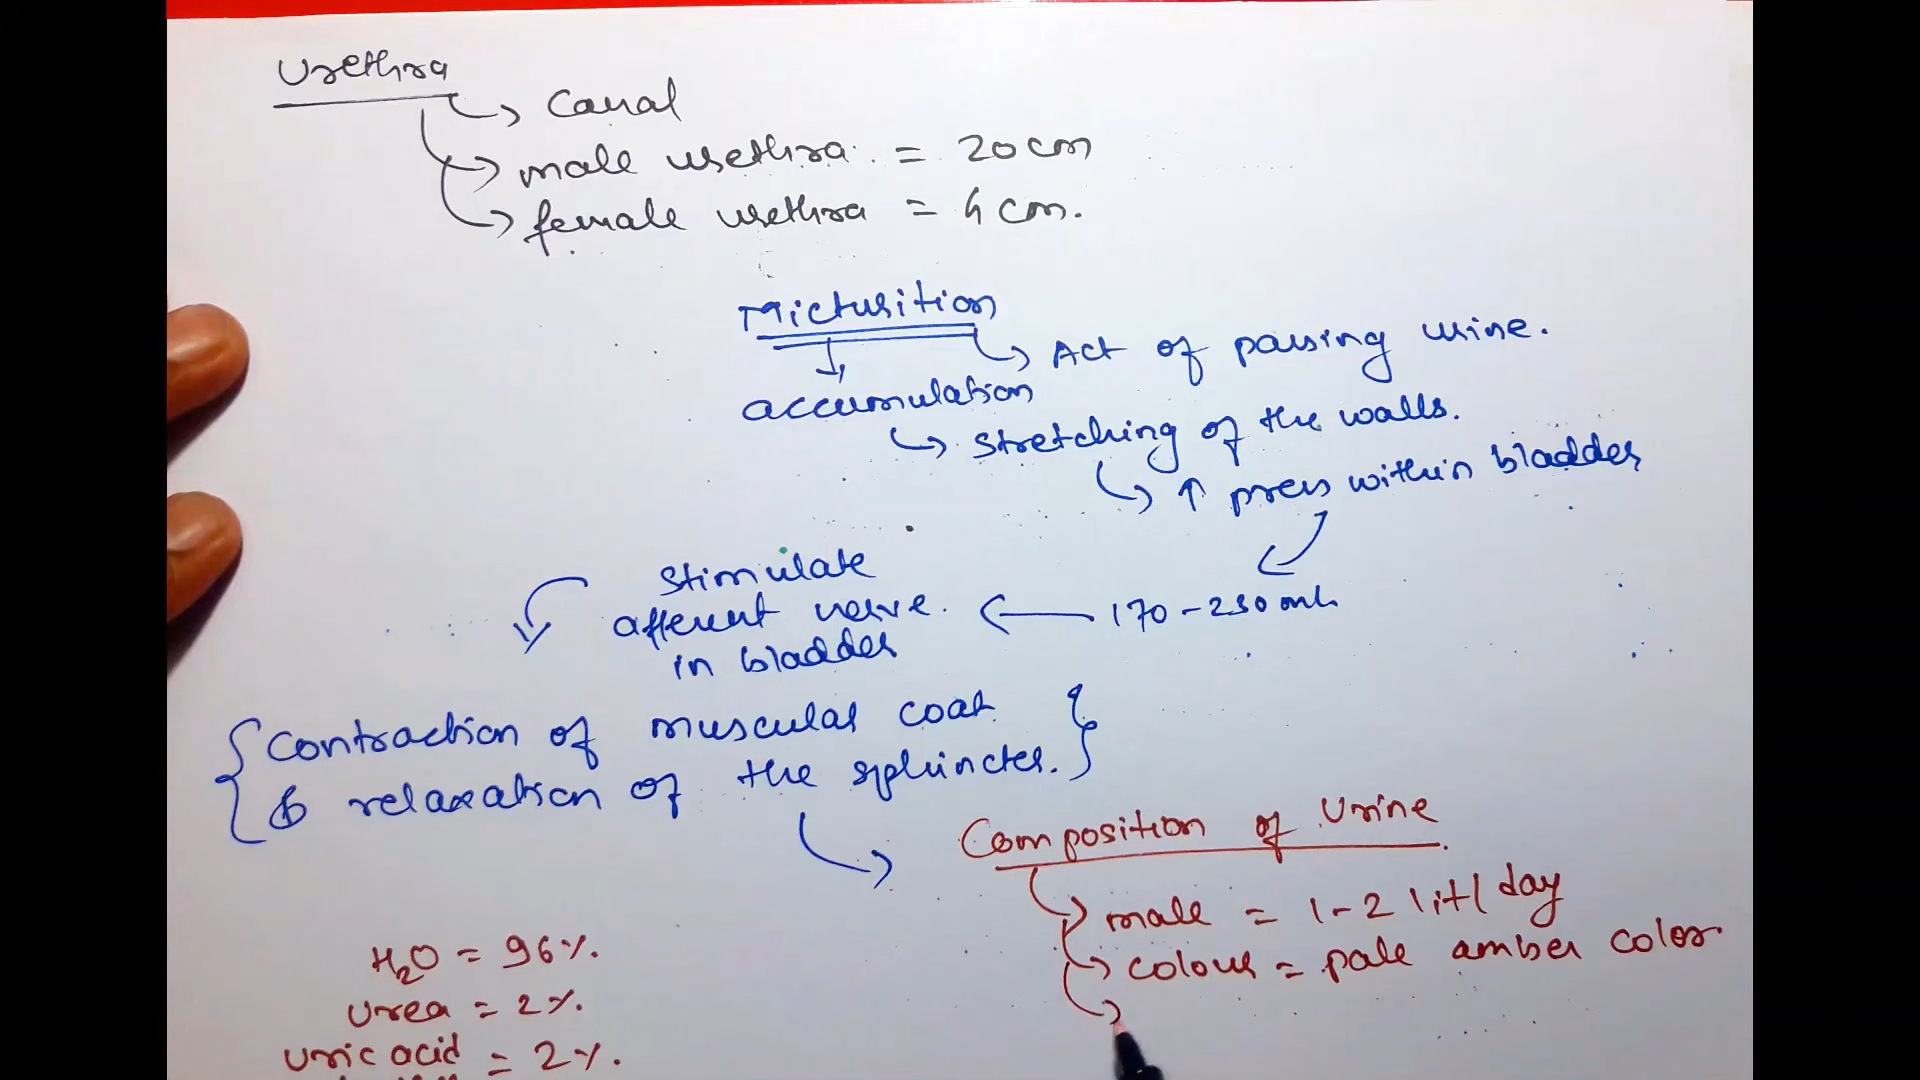 Urethra
→ Canal
→ male urethra = 20cm
→ female urethra = 4 cm.
Micturition
→ Act of passing urine.
accumulation
→ stretching of the walls.
→ ↑ press within bladder
170 - 230 ml
stimulate
afferent nerve.
in bladder
{contraction of muscular coat
& relaxation of the sphincter.}
Composition of Urine
→ male = 1-2 lit/day
→ colour = pale amber color.
H2O = 96%.
Urea = 2%.
Uric acid = 2%.